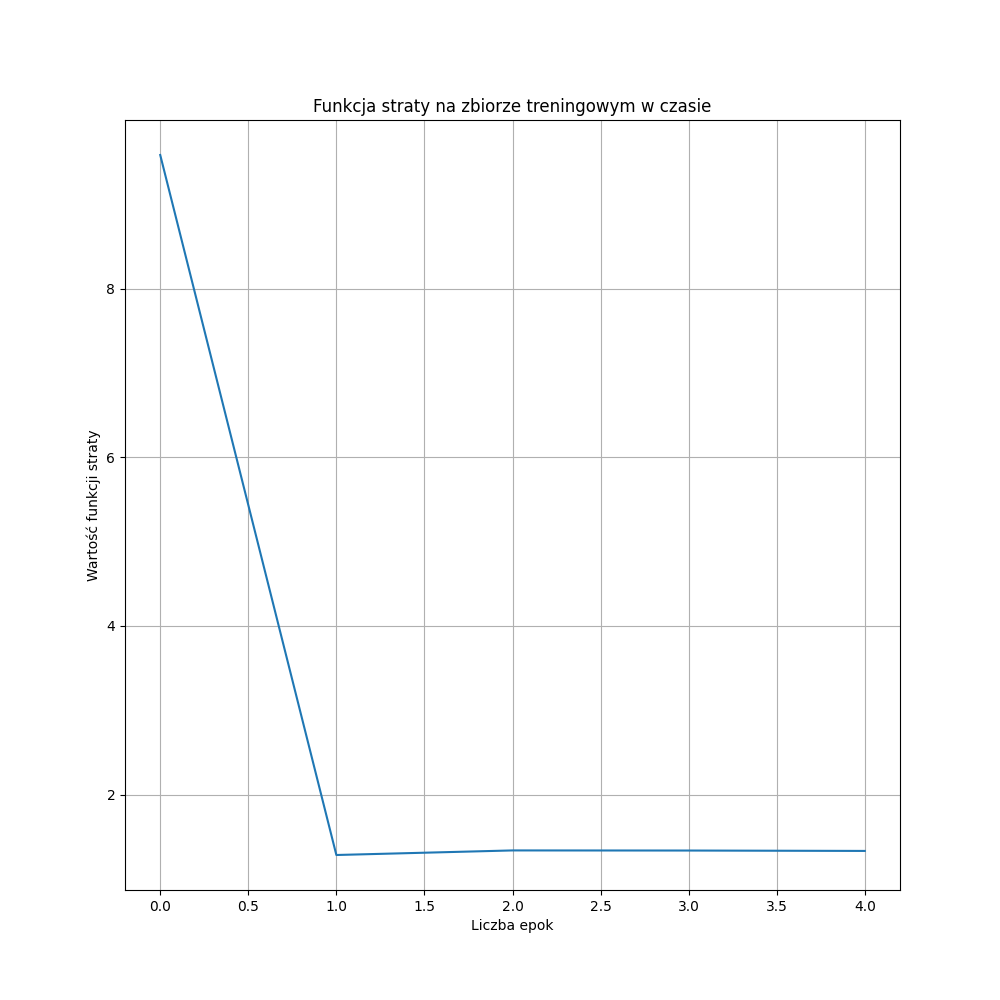 Funkcja straty na zbiorze treningowym w czasie
8
6
4
2
Wartość funkcji straty
0.0 0.5 1.0 1.5 2.0 2.5 3.0 3.5 4.0
Liczba epok